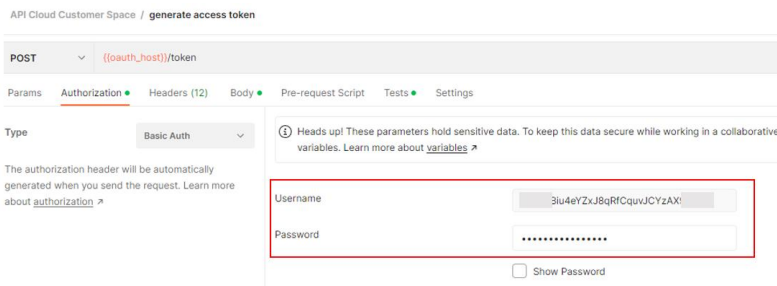 API Cloud Customer Space / generate access token
POST {{oauth_host}}/token
Params Authorization Headers (12) Body Pre-request Script Tests Settings
Type Basic Auth
Heads up! These parameters hold sensitive data. To keep this data secure while working in a collaborative
variables. Learn more about variables ↗
The authorization header will be automatically
generated when you send the request. Learn more
about authorization ↗
Username 3iu4eYZxJ8qRfCquvJCYzAX
Password ••••••••••••••••
Show Password